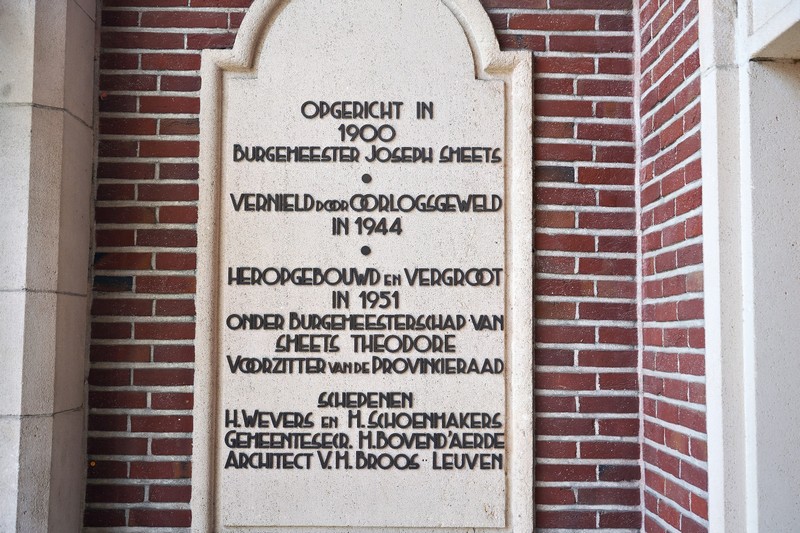 OPGERICHT IN
1900
BURGEMEESTER JOSEPH SMEETS
•
VERNIELD DOOR OORLOGSGEWELD
IN 1944
•
HEROPGEBOUWD EN VERGROOT
IN 1951
ONDER BURGEMEESTERSCHAP VAN
SMEETS THEODORE
VOORZITTER VAN DE PROVINCIERAAD
SCHEPENEN
H. WEVERS EN H. SCHOENMAKERS
GEMEENTESECR. H. BOVEND'AERDE
ARCHITECT V. M. BROOS LEUVEN